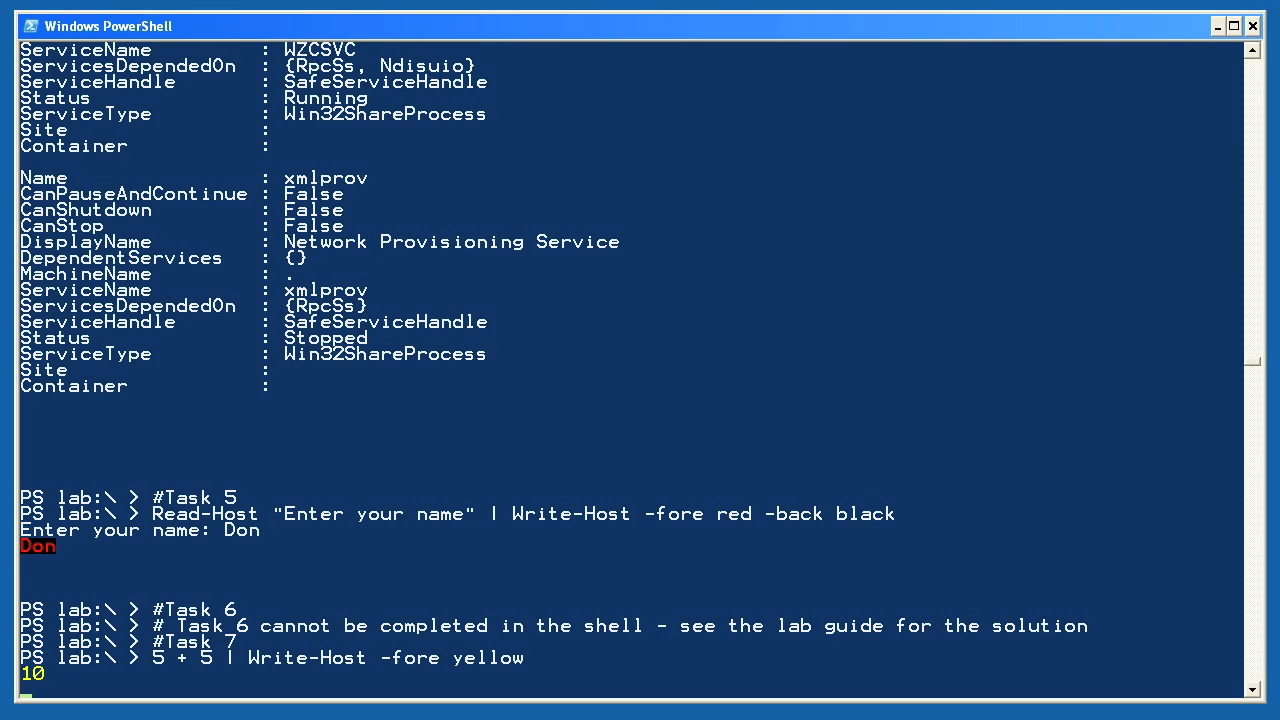 Windows PowerShell
ServiceName : WZCSVC
ServicesDependedOn : {RpcSs, Ndisuio}
ServiceHandle : SafeServiceHandle
Status : Running
ServiceType : Win32ShareProcess
Site :
Container :
Name : xmlprov
CanPauseAndContinue : False
CanShutdown : False
CanStop : False
DisplayName : Network Provisioning Service
DependentServices : {}
MachineName : .
ServiceName : xmlprov
ServicesDependedOn : {RpcSs}
ServiceHandle : SafeServiceHandle
Status : Stopped
ServiceType : Win32ShareProcess
Site :
Container :
PS lab:\ > #Task 5
PS lab:\ > Read-Host "Enter your name" | Write-Host -fore red -back black
Enter your name: Don
Don
PS lab:\ > #Task 6
PS lab:\ > # Task 6 cannot be completed in the shell - see the lab guide for the solution
PS lab:\ > #Task 7
PS lab:\ > 5 + 5 | Write-Host -fore yellow
10